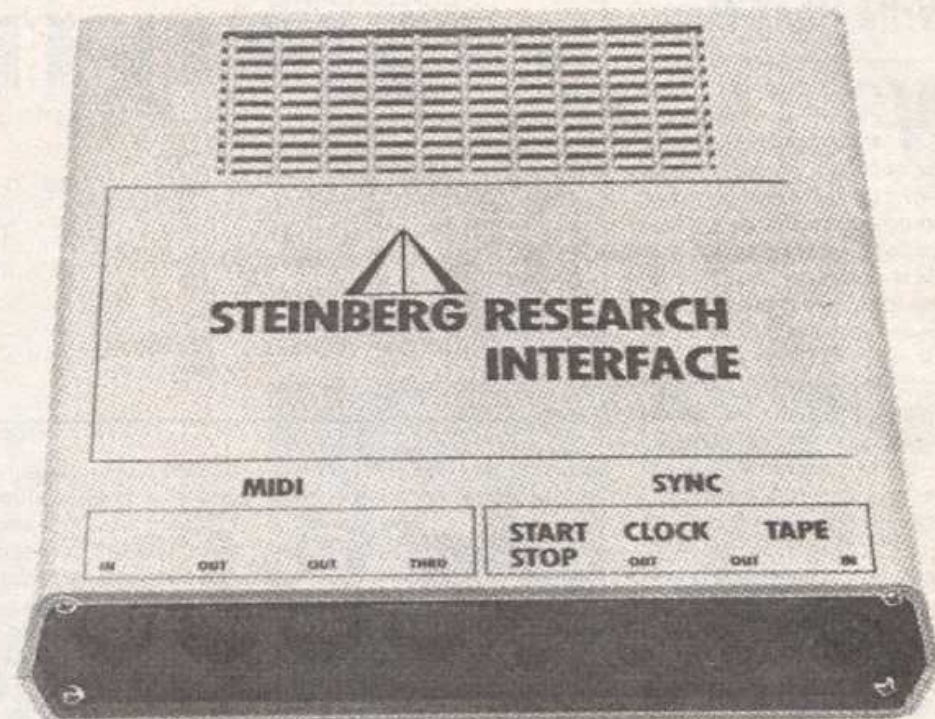 STEINBERG RESEARCH
INTERFACE
MIDI
SYNC
IN OUT OUT THRU
START CLOCK TAPE
STOP OUT OUT IN